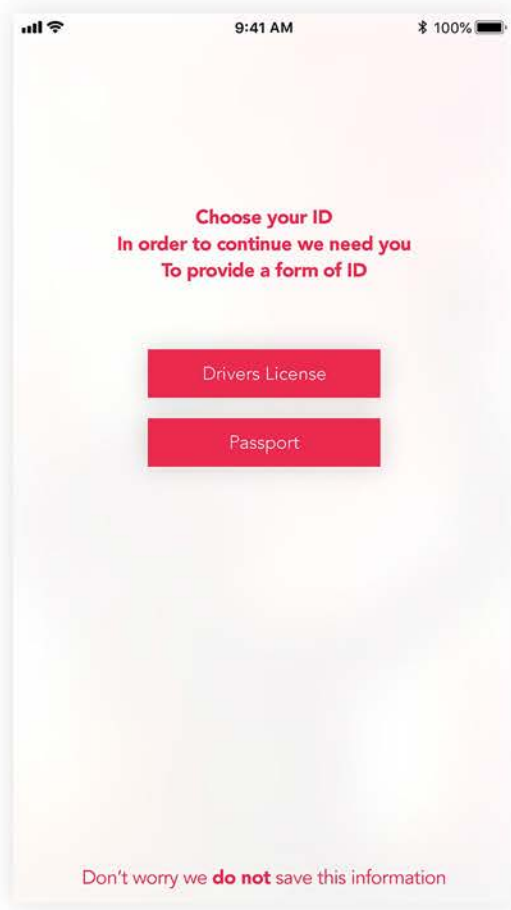 9:41 AM 100%
Choose your ID
In order to continue we need you
To provide a form of ID
Drivers License
Passport
Don't worry we do not save this information